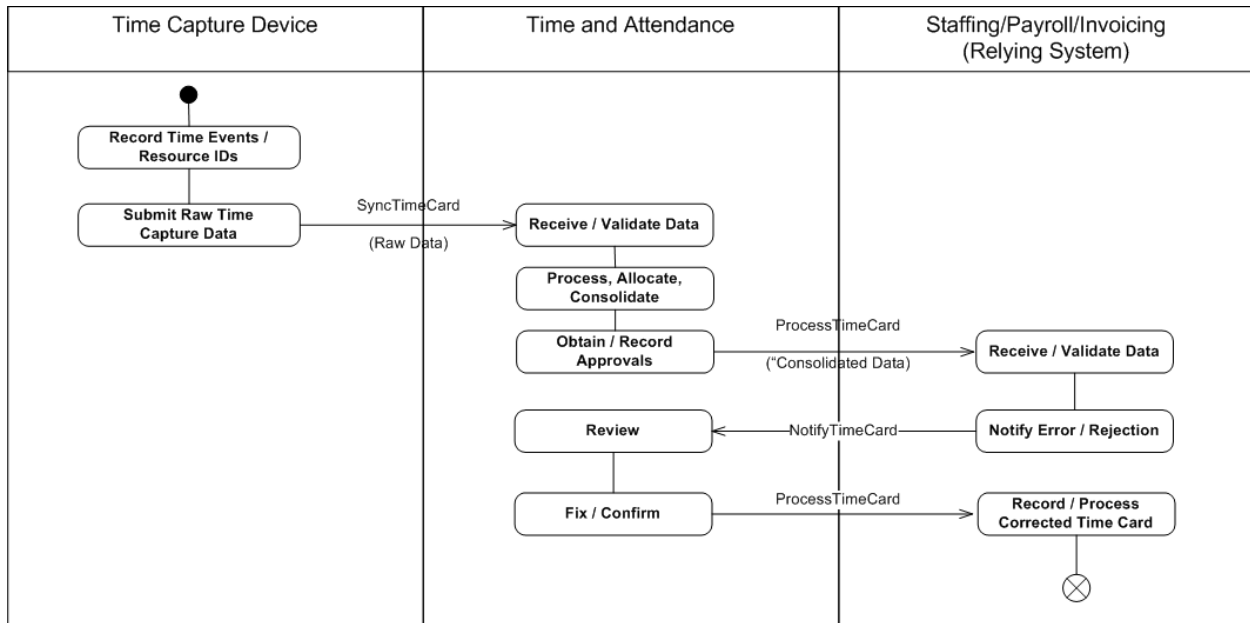 Time Capture Device
Time and Attendance
Staffing/Payroll/Invoicing
(Relying System)
Record Time Events /
Resource IDs
Submit Raw Time
Capture Data
SyncTimeCard
(Raw Data)
Receive / Validate Data
Process, Allocate,
Consolidate
Obtain / Record
Approvals
ProcessTimeCard
(“Consolidated Data)
Receive / Validate Data
Notify Error / Rejection
NotifyTimeCard
Review
Fix / Confirm
ProcessTimeCard
Record / Process
Corrected Time Card